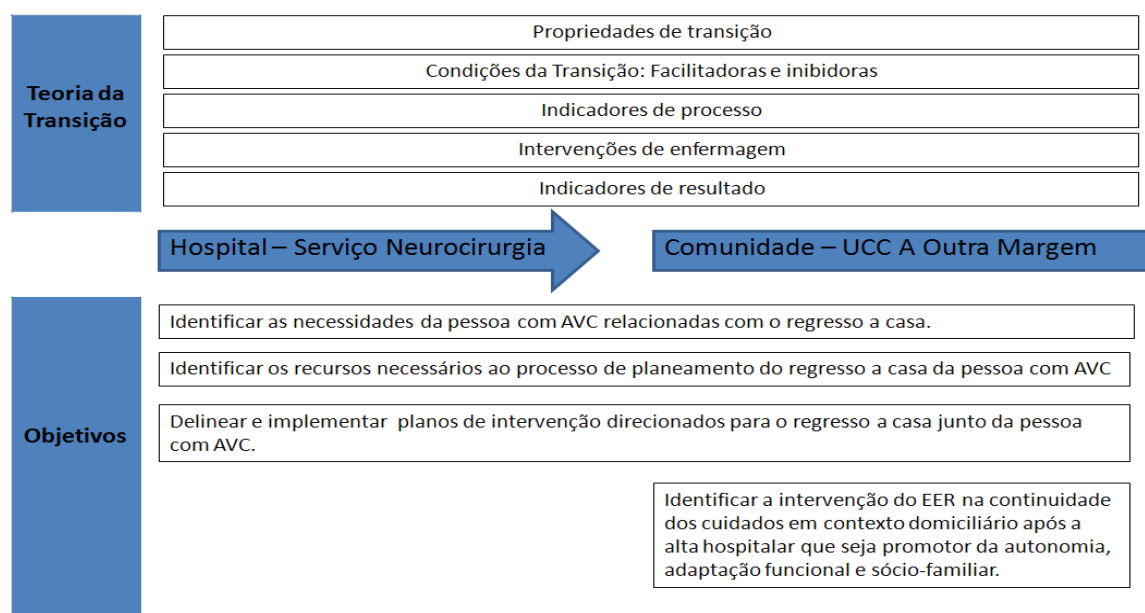 Teoria da
Transição
Propriedades de transição
Condições da Transição: Facilitadoras e inibidoras
Indicadores de processo
Intervenções de enfermagem
Indicadores de resultado
Hospital – Serviço Neurocirurgia
Comunidade – UCC A Outra Margem
Objetivos
Identificar as necessidades da pessoa com AVC relacionadas com o regresso a casa.
Identificar os recursos necessários ao processo de planeamento do regresso a casa da pessoa com AVC
Delinear e implementar planos de intervenção direcionados para o regresso a casa junto da pessoa
com AVC.
Identificar a intervenção do EER na continuidade
dos cuidados em contexto domiciliário após a
alta hospitalar que seja promotor da autonomia,
adaptação funcional e sócio-familiar.